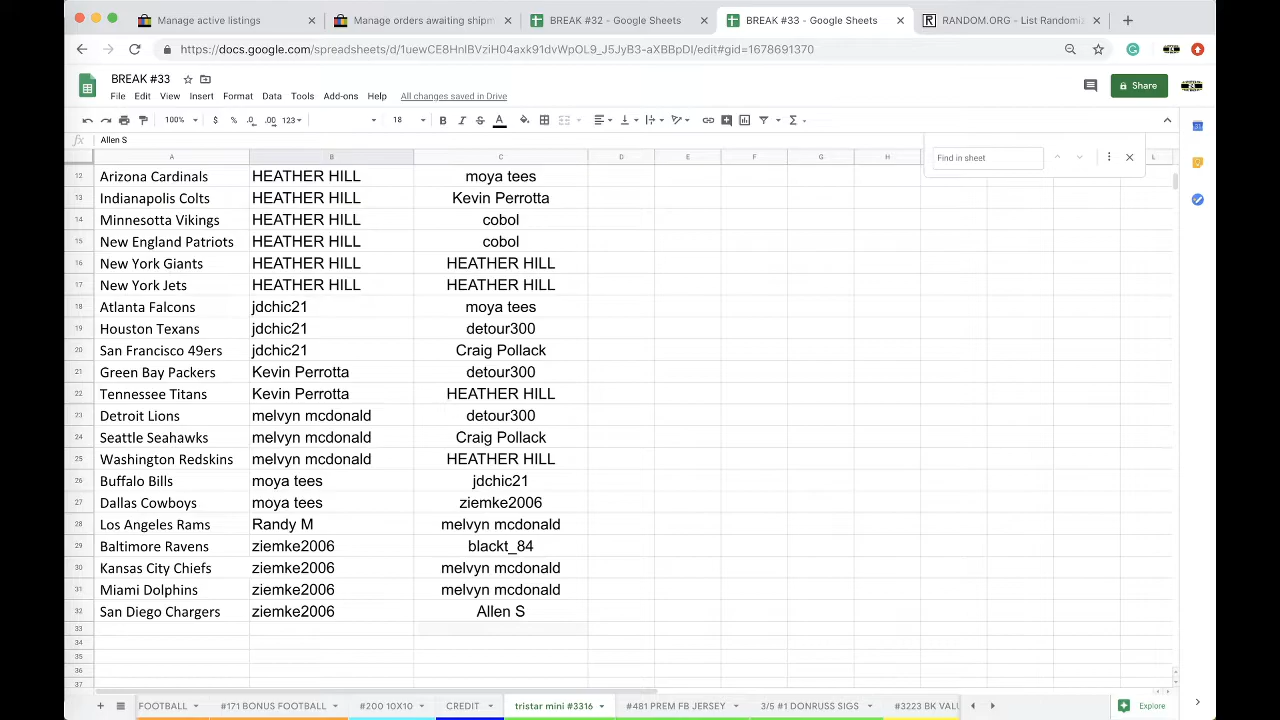 Manage active listings
Manage orders awaiting shipm
BREAK #32 - Google Sheets
BREAK #33 - Google Sheets
RANDOM.ORG - List Randomiz
BREAK #33
File Edit View Insert Format Data Tools Add-ons Help All changes saved in Drive
Share
100% $ % .0 .00 123 18 B I S A
fx Allen S
Find in sheet
A B C D E F G H L
12 Arizona Cardinals HEATHER HILL moya tees
13 Indianapolis Colts HEATHER HILL Kevin Perrotta
14 Minnesotta Vikings HEATHER HILL cobol
15 New England Patriots HEATHER HILL cobol
16 New York Giants HEATHER HILL HEATHER HILL
17 New York Jets HEATHER HILL HEATHER HILL
18 Atlanta Falcons jdchic21 moya tees
19 Houston Texans jdchic21 detour300
20 San Francisco 49ers jdchic21 Craig Pollack
21 Green Bay Packers Kevin Perrotta detour300
22 Tennessee Titans Kevin Perrotta HEATHER HILL
23 Detroit Lions melvyn mcdonald detour300
24 Seattle Seahawks melvyn mcdonald Craig Pollack
25 Washington Redskins melvyn mcdonald HEATHER HILL
26 Buffalo Bills moya tees jdchic21
27 Dallas Cowboys moya tees ziemke2006
28 Los Angeles Rams Randy M melvyn mcdonald
29 Baltimore Ravens ziemke2006 blackt_84
30 Kansas City Chiefs ziemke2006 melvyn mcdonald
31 Miami Dolphins ziemke2006 melvyn mcdonald
32 San Diego Chargers ziemke2006 Allen S
33
34
35
36
37
FOOTBALL #171 BONUS FOOTBALL #200 10X10 CREDIT tristar mini #3316 #481 PREM FB JERSEY 3/5 #1 DONRUSS SIGS #3223 BK VALU Explore